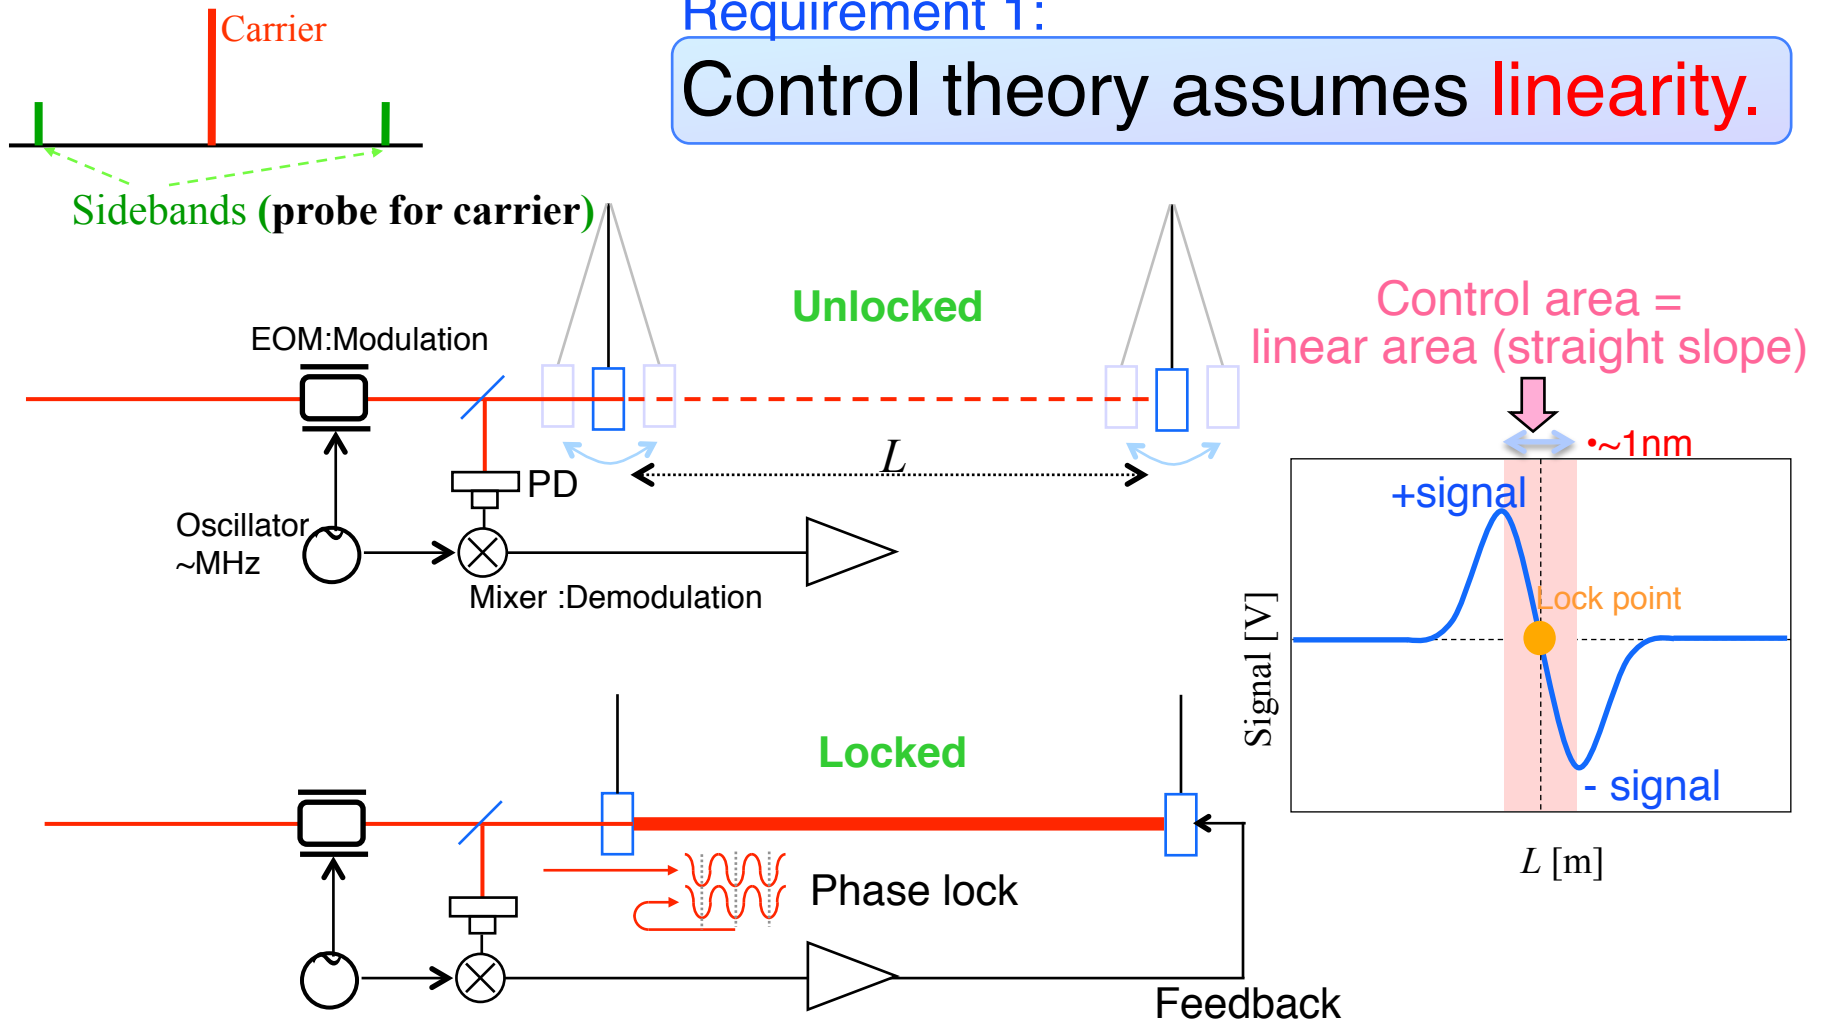 Requirement 1:
Control theory assumes linearity.
Carrier
Sidebands (probe for carrier)
Unlocked
EOM:Modulation
L
PD
Oscillator
~MHz
Mixer :Demodulation
Control area =
linear area (straight slope)
•~1nm
+signal
Lock point
Signal [V]
- signal
L [m]
Locked
Phase lock
Feedback